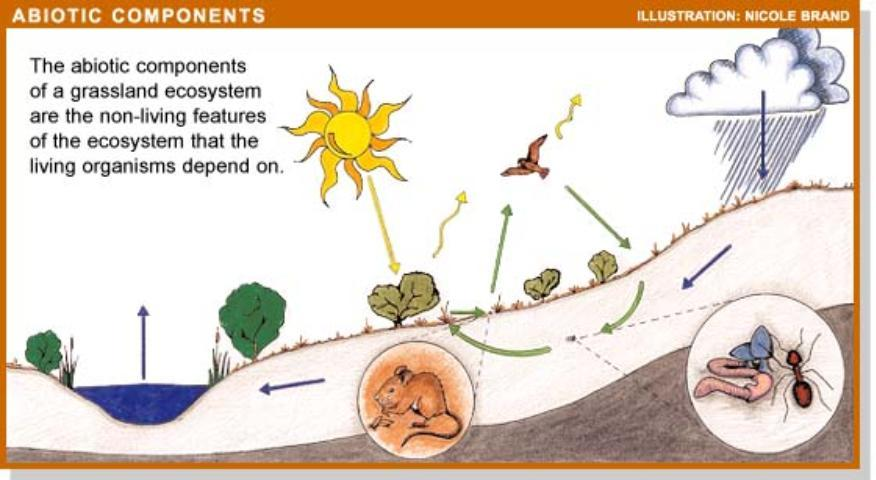 ABIOTIC COMPONENTS
ILLUSTRATION: NICOLE BRAND
The abiotic components
of a grassland ecosystem
are the non-living features
of the ecosystem that the
living organisms depend on.